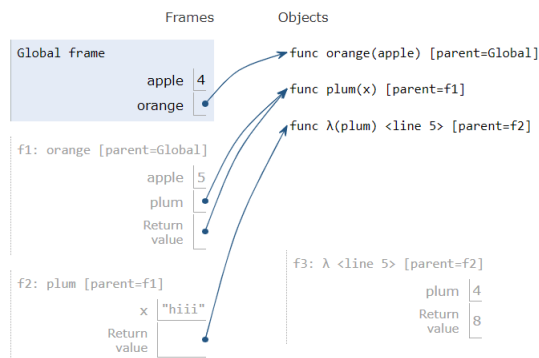 Frames Objects
Global frame
apple 4
orange
func orange(apple) [parent=Global]
func plum(x) [parent=f1]
func λ(plum) <line 5> [parent=f2]
f1: orange [parent=Global]
apple 5
plum
Return
value
f2: plum [parent=f1]
x "hiii"
Return
value
f3: λ <line 5> [parent=f2]
plum 4
Return
value 8